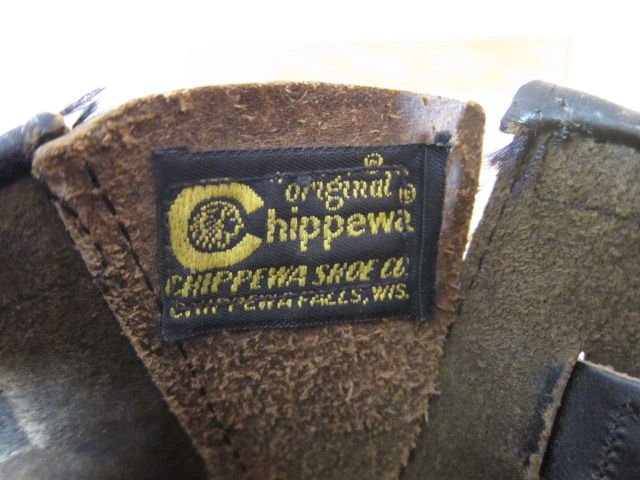 "original"®
Chippewa®
CHIPPEWA SHOE CO.
CHIPPEWA FALLS, WIS.